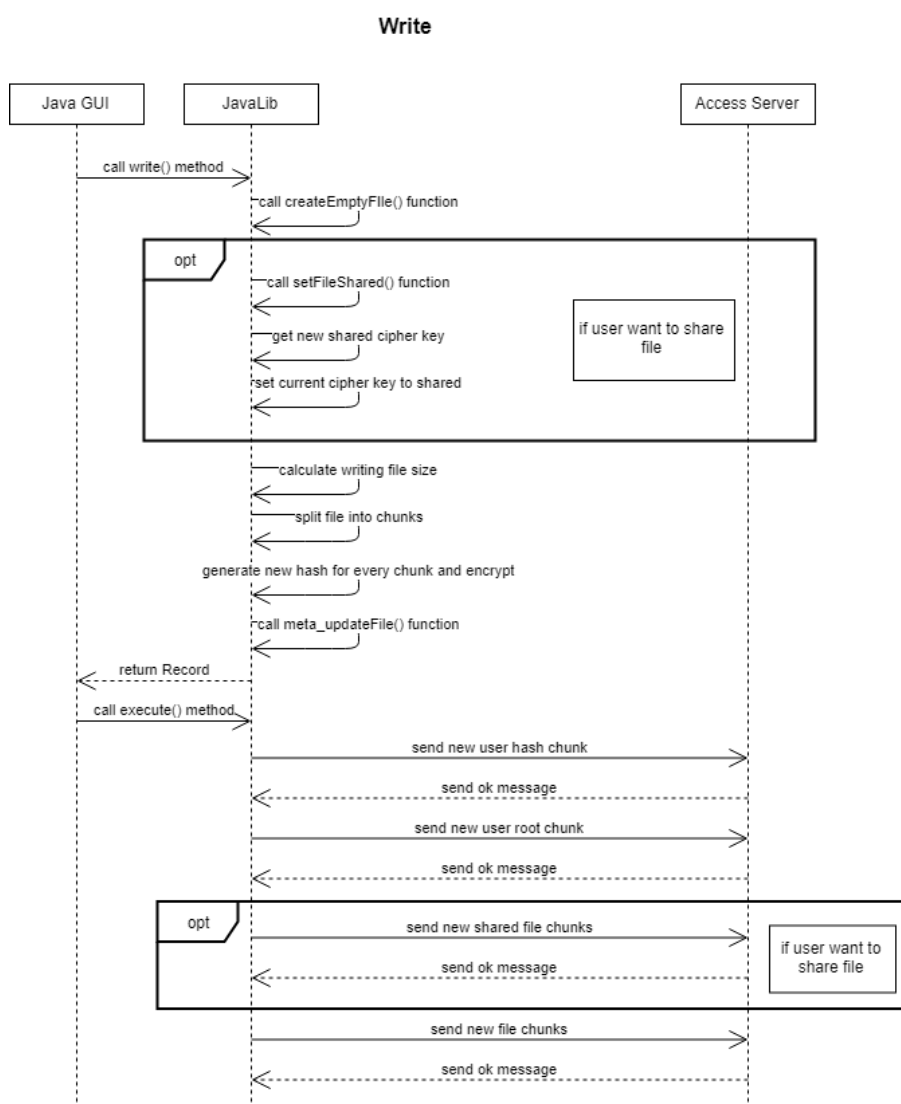 Write
Java GUI
JavaLib
Access Server
call write() method
call createEmptyFIle() function
opt
call setFileShared() function
if user want to share
file
get new shared cipher key
set current cipher key to shared
calculate writing file size
split file into chunks
generate new hash for every chunk and encrypt
call meta_updateFile() function
return Record
call execute() method
send new user hash chunk
send ok message
send new user root chunk
send ok message
opt
send new shared file chunks
if user want to
share file
send ok message
send new file chunks
send ok message